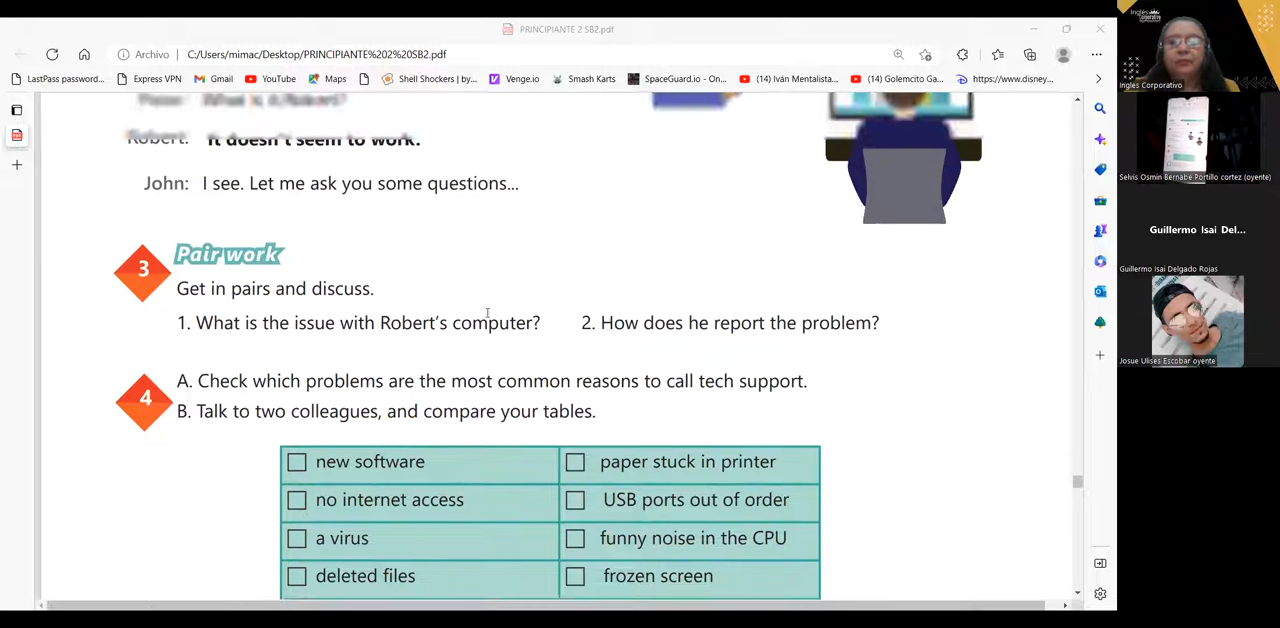 PRINCIPIANTE 2 SB2.pdf
Archivo C:/Users/mimac/Desktop/PRINCIPIANTE%202%20SB2.pdf
LastPass password... Express VPN Gmail YouTube Maps Shell Shockers | by... Venge.io Smash Karts SpaceGuard.io - On... (14) Iván Mentalista... (14) Golemcito Ga... https://www.disney...
Robert: It doesn't seem to work.
John: I see. Let me ask you some questions...
3 Pair work
Get in pairs and discuss.
1. What is the issue with Robert's computer? 2. How does he report the problem?
4 A. Check which problems are the most common reasons to call tech support.
B. Talk to two colleagues, and compare your tables.
new software paper stuck in printer
no internet access USB ports out of order
a virus funny noise in the CPU
deleted files frozen screen
Inglés
Corporativo
Ingles Corporativo
Selvis Osmin Bernabe Portillo cortez (oyente)
Guillermo Isai Del...
Guillermo Isai Delgado Rojas
Josue Ulises Escobar oyente